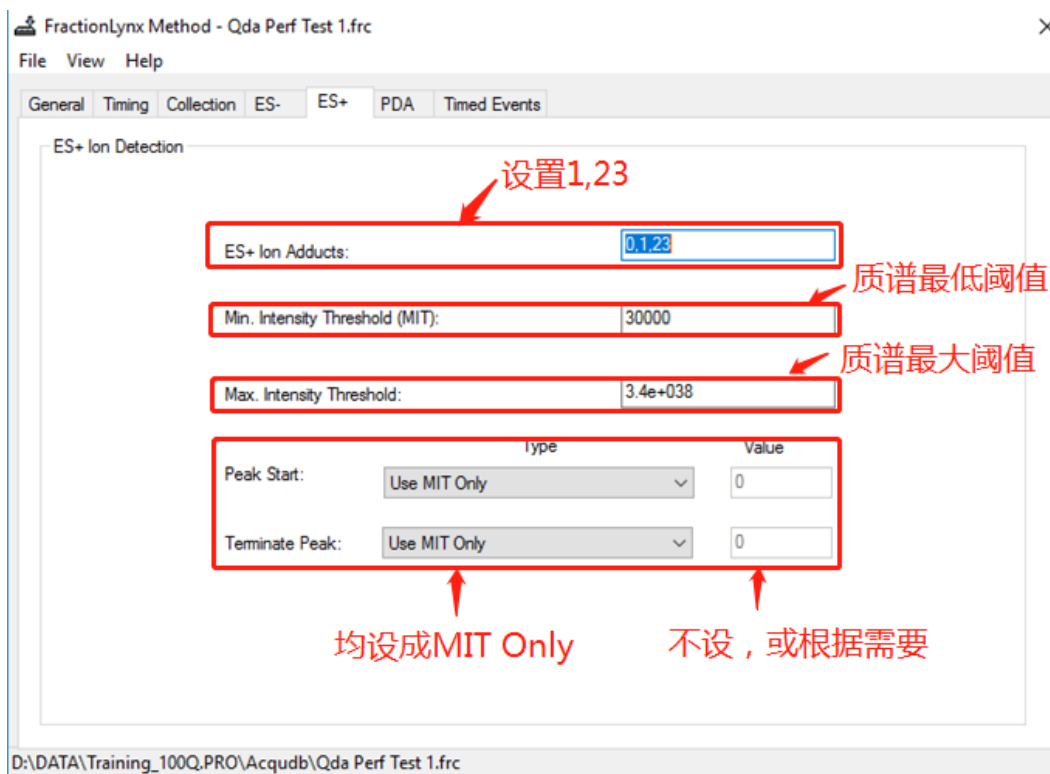 FractionLynx Method - Qda Perf Test 1.frc
File View Help
General Timing Collection ES- ES+ PDA Timed Events
ES+ Ion Detection
设置1,23
ES+ Ion Adducts: 0,1,23
质谱最低阈值
Min. Intensity Threshold (MIT): 30000
质谱最大阈值
Max. Intensity Threshold: 3.4e+038
Type Value
Peak Start: Use MIT Only 0
Terminate Peak: Use MIT Only 0
均设成MIT Only 不设，或根据需要
D:\DATA\Training_100Q.PRO\Acqudb\Qda Perf Test 1.frc